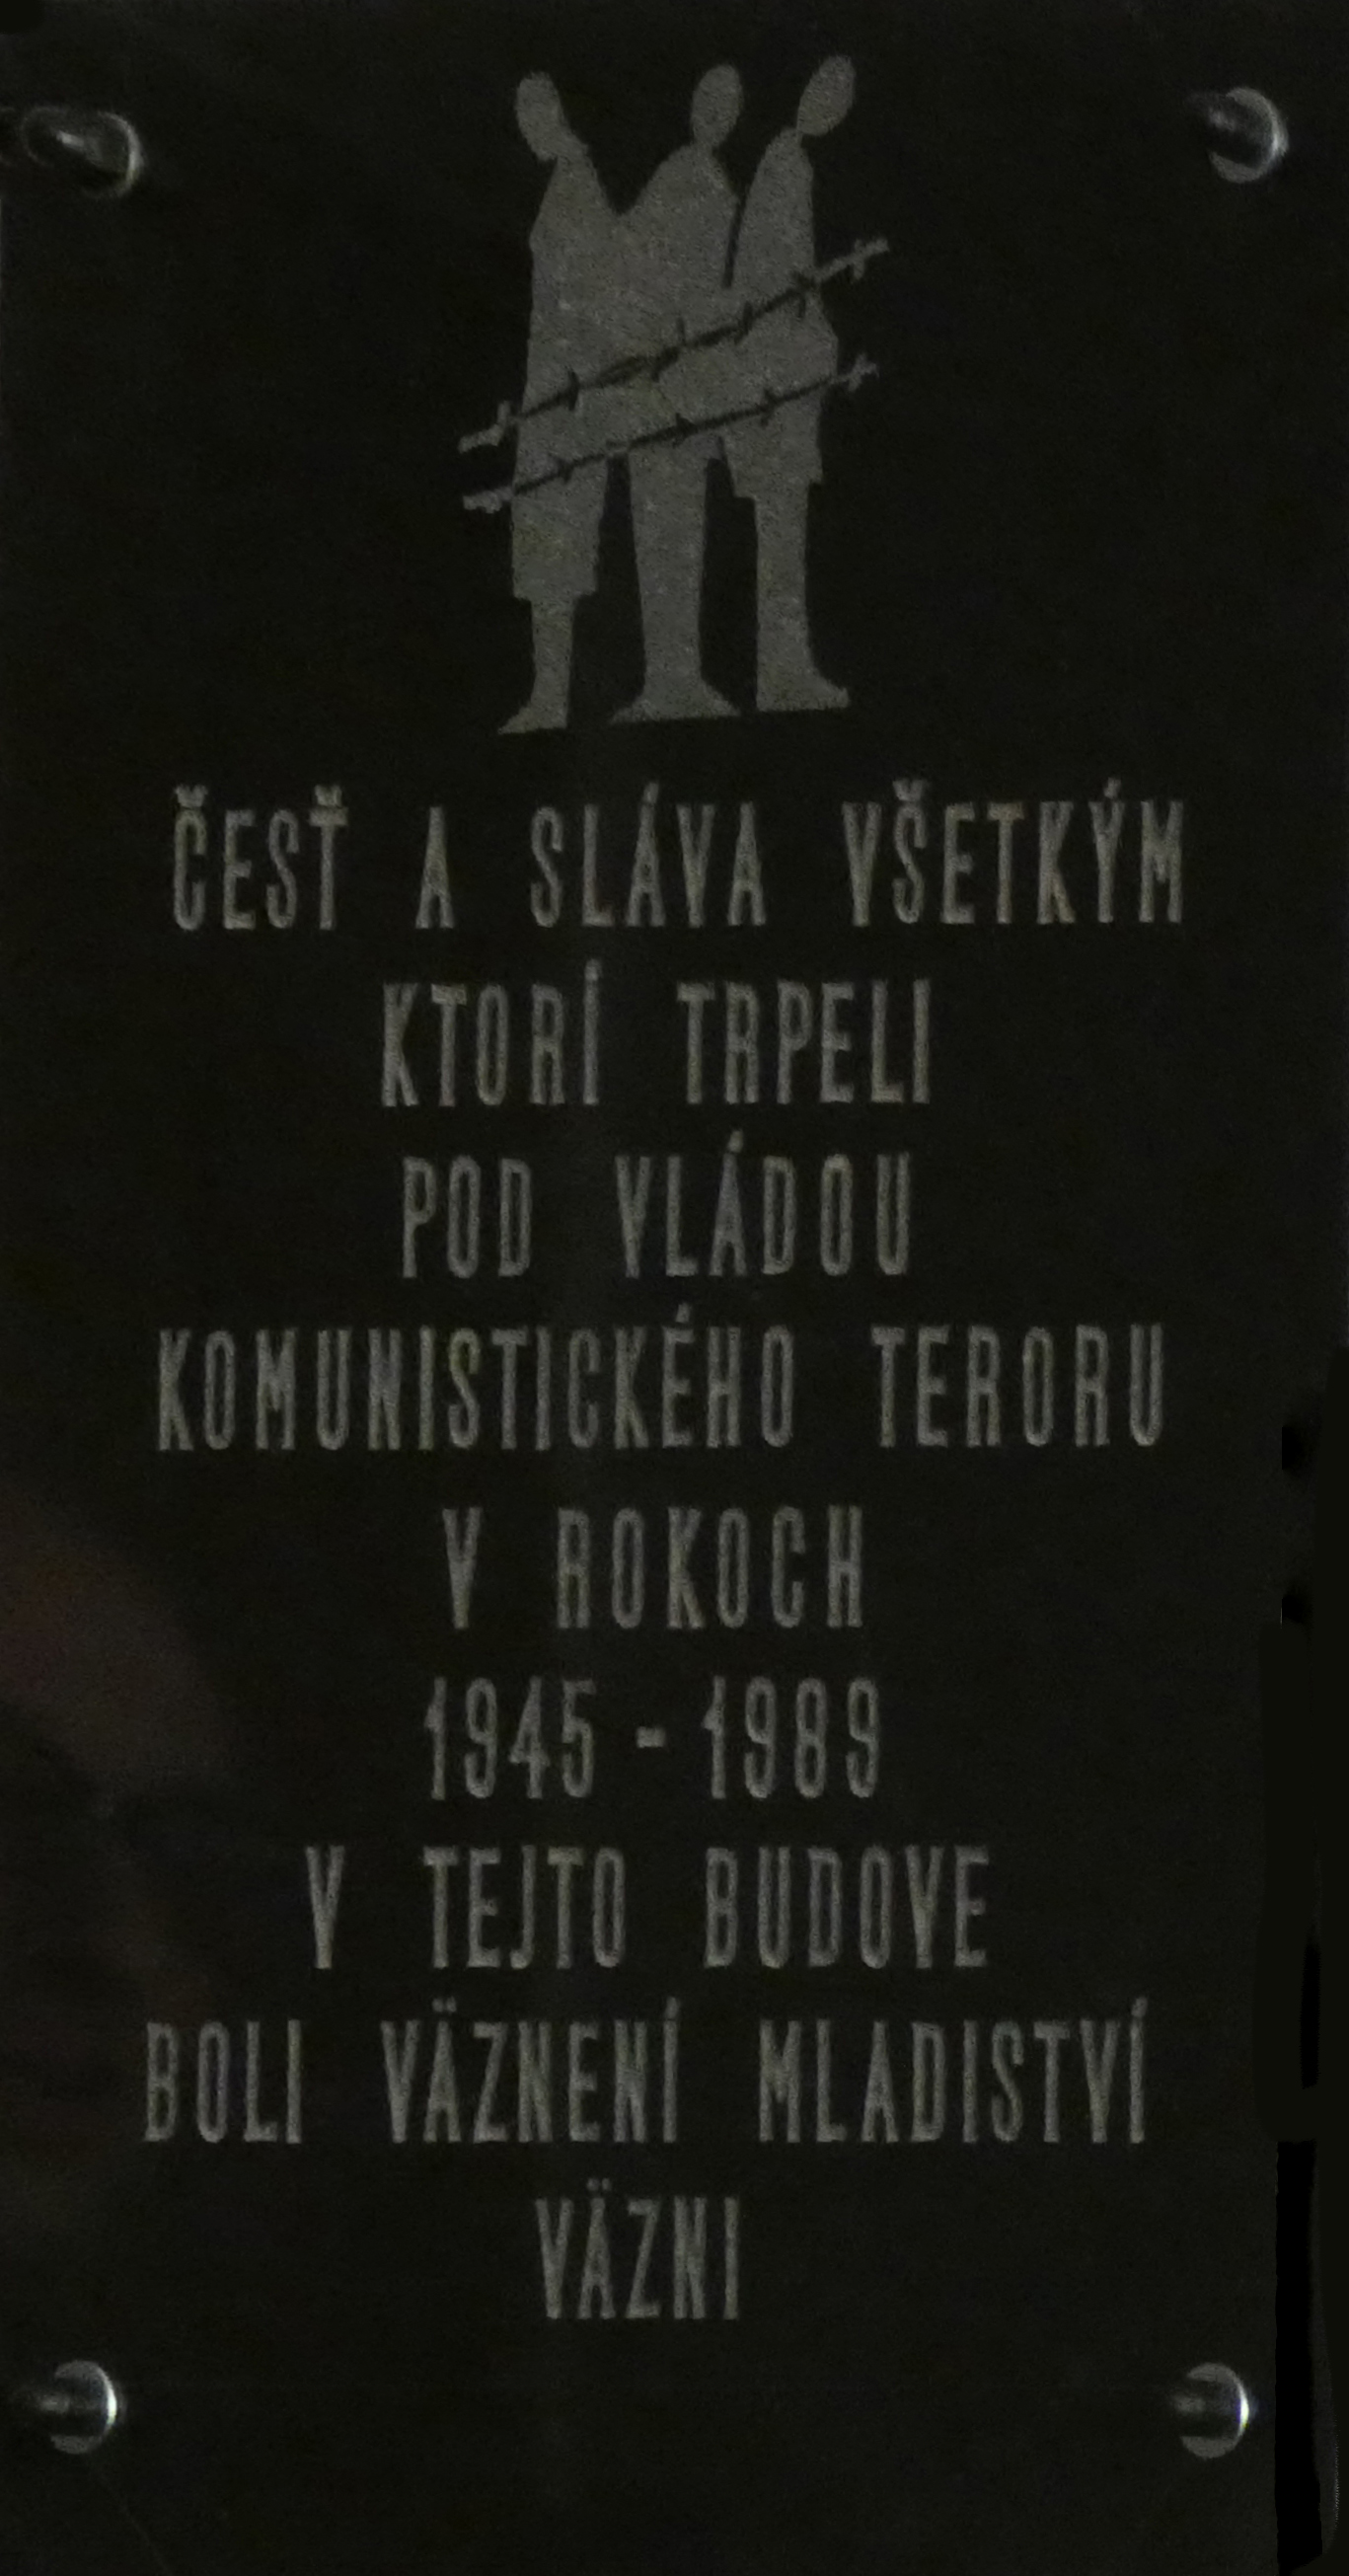 ČESŤ A SLÁVA VŠETKÝM
KTORÍ TRPELI
POD VLÁDOU
KOMUNISTICKÉHO TERORU
V ROKOCH
1945 - 1989
V TEJTO BUDOVE
BOLI VÄZNENÍ MLADISTVÍ
VÄZNI